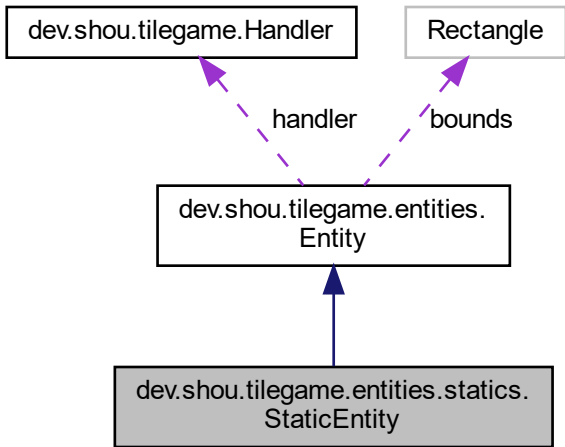 dev.shou.tilegame.Handler
Rectangle
handler
bounds
dev.shou.tilegame.entities.
Entity
dev.shou.tilegame.entities.statics.
StaticEntity